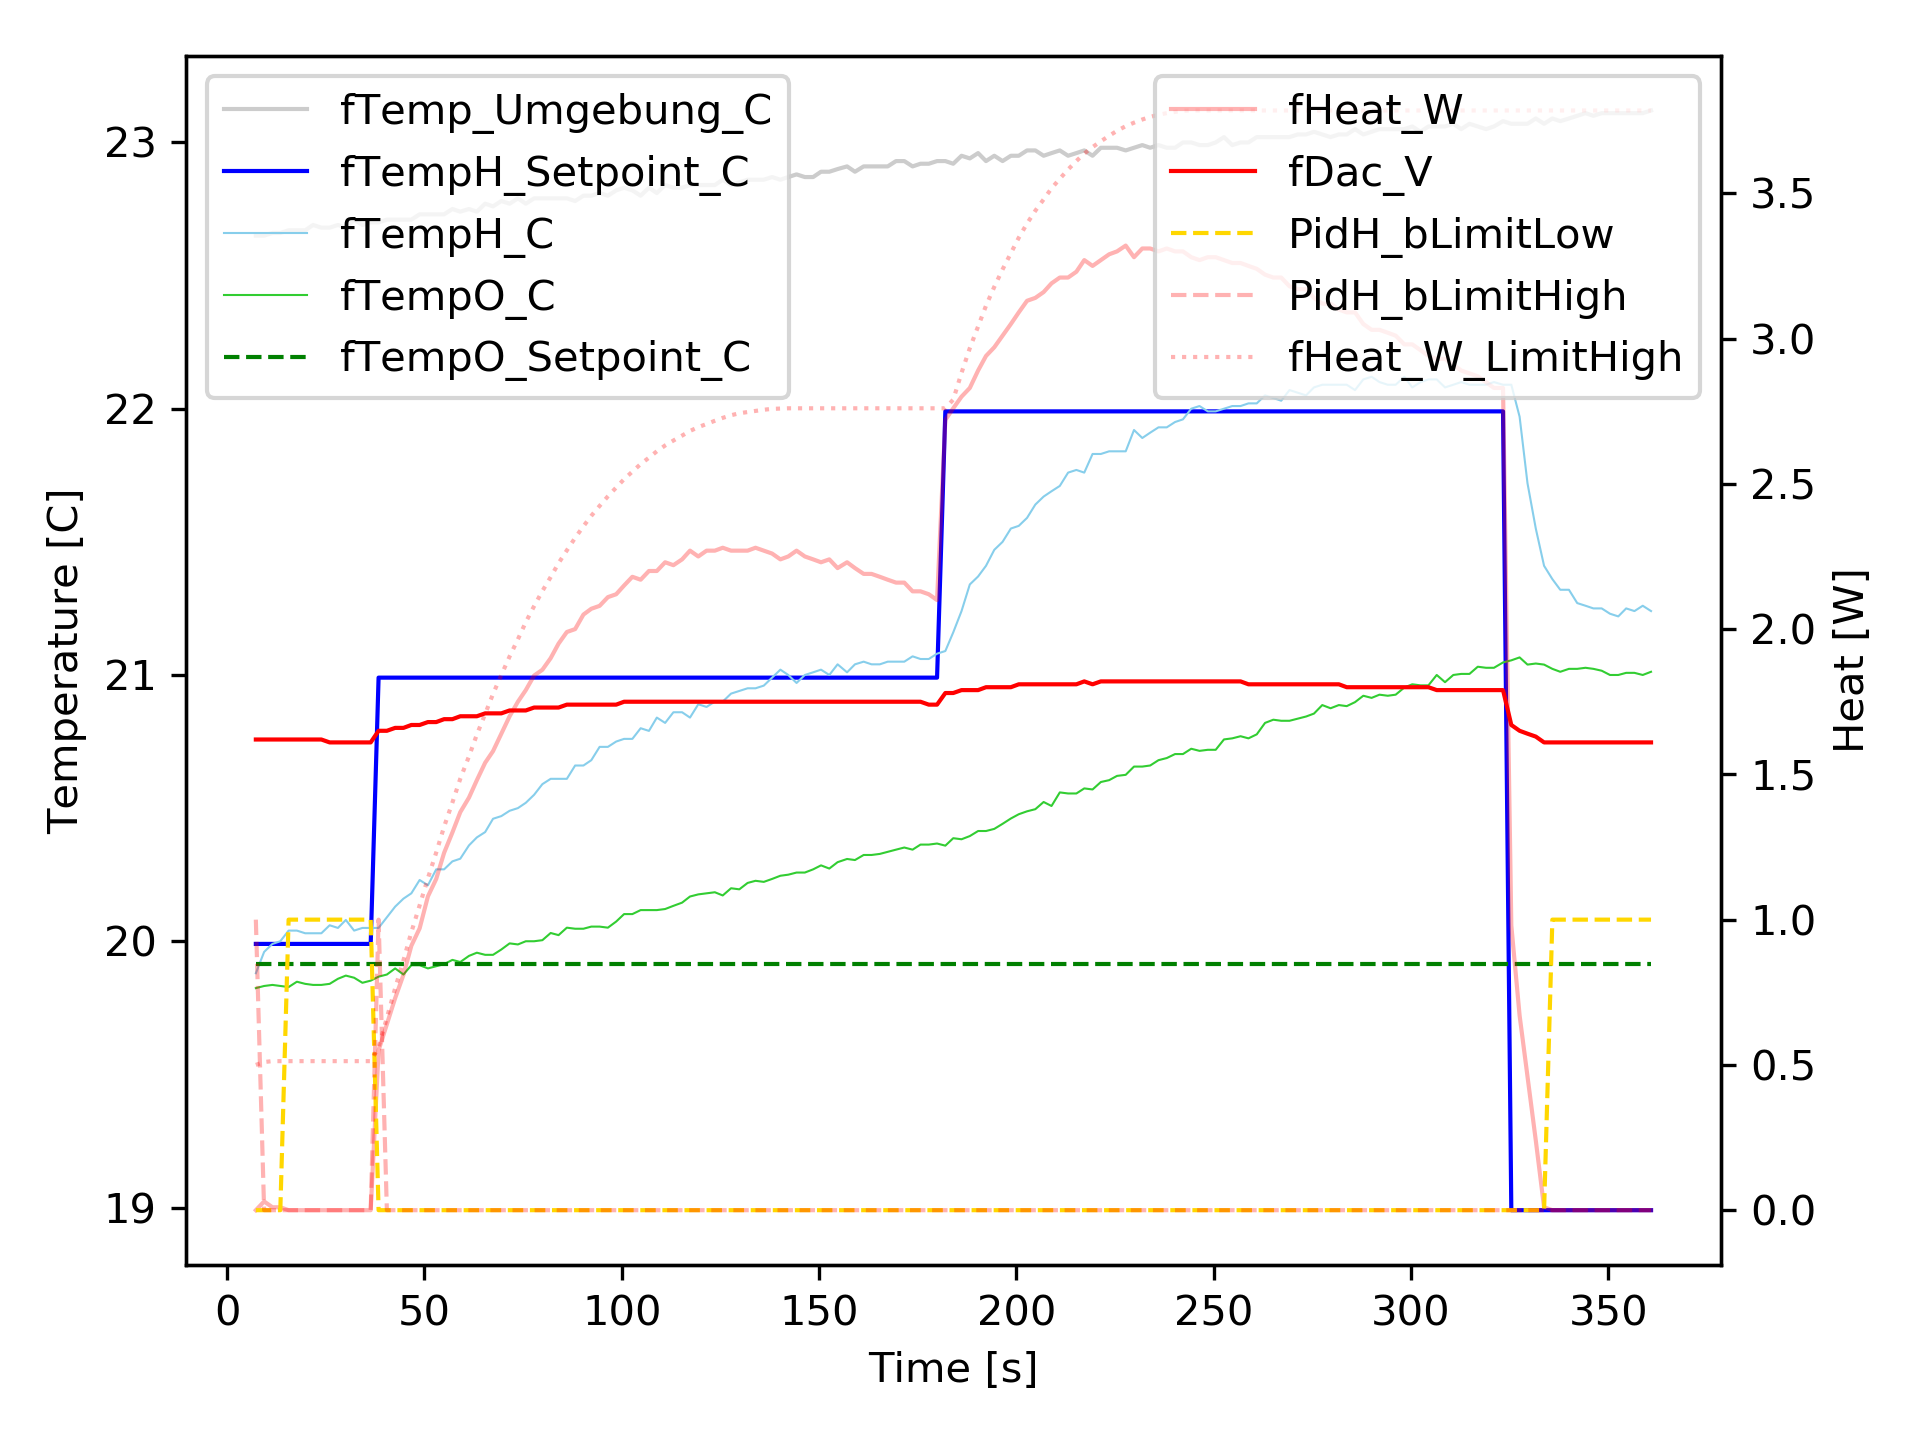 fTemp_Umgebung_C
fTempH_Setpoint_C
fTempH_C
fTempO_C
fTempO_Setpoint_C
fHeat_W
fDac_V
PidH_bLimitLow
PidH_bLimitHigh
fHeat_W_LimitHigh
23
22
21
20
19
Temperature [C]
3.5
3.0
2.5
2.0
1.5
1.0
0.5
0.0
Heat [W]
0 50 100 150 200 250 300 350
Time [s]